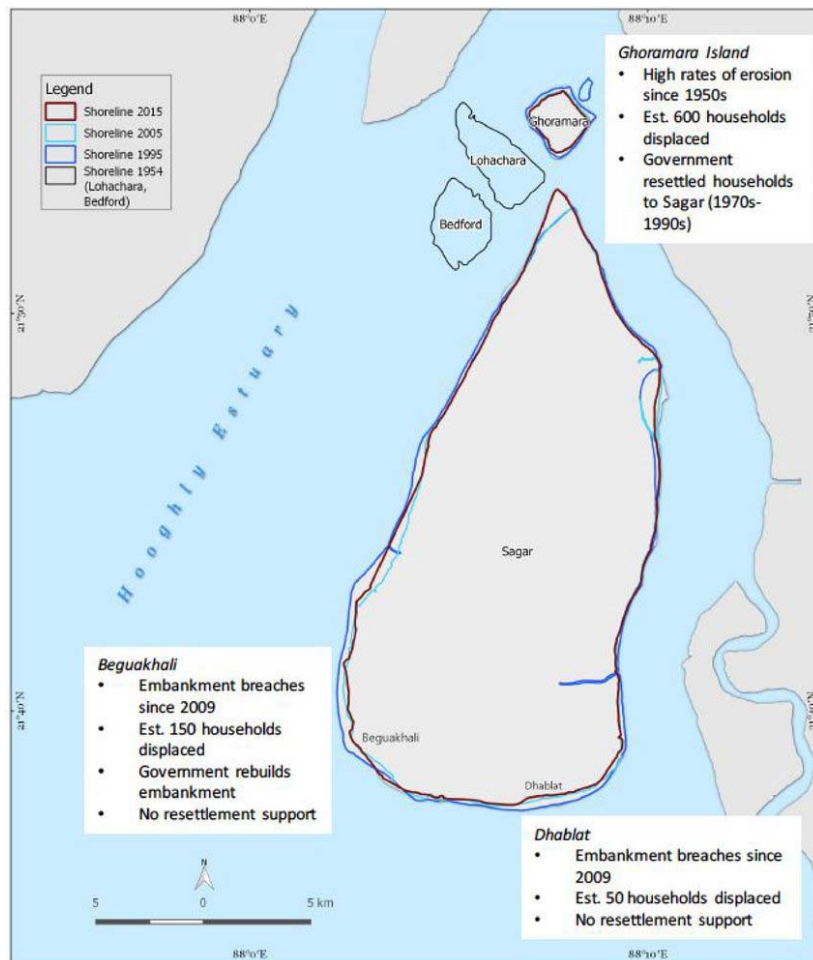 88°0'E
88°10'E
Legend
Shoreline 2015
Shoreline 2005
Shoreline 1995
Shoreline 1954
(Lohachara,
Bedford)
Ghoramara Island
• High rates of erosion
since 1950s
• Est. 600 households
displaced
• Government
resettled households
to Sagar (1970s-
1990s)
Ghoramara
Lohachara
Bedford
21°50'N
Hooghly Estuary
Sagar
Beguakhali
• Embankment breaches
since 2009
• Est. 150 households
displaced
• Government rebuilds
embankment
• No resettlement support
21°40'N
Beguakhali
Dhablat
Dhablat
• Embankment breaches since
2009
• Est. 50 households displaced
• No resettlement support
N
5 0 5 km
88°0'E
88°10'E